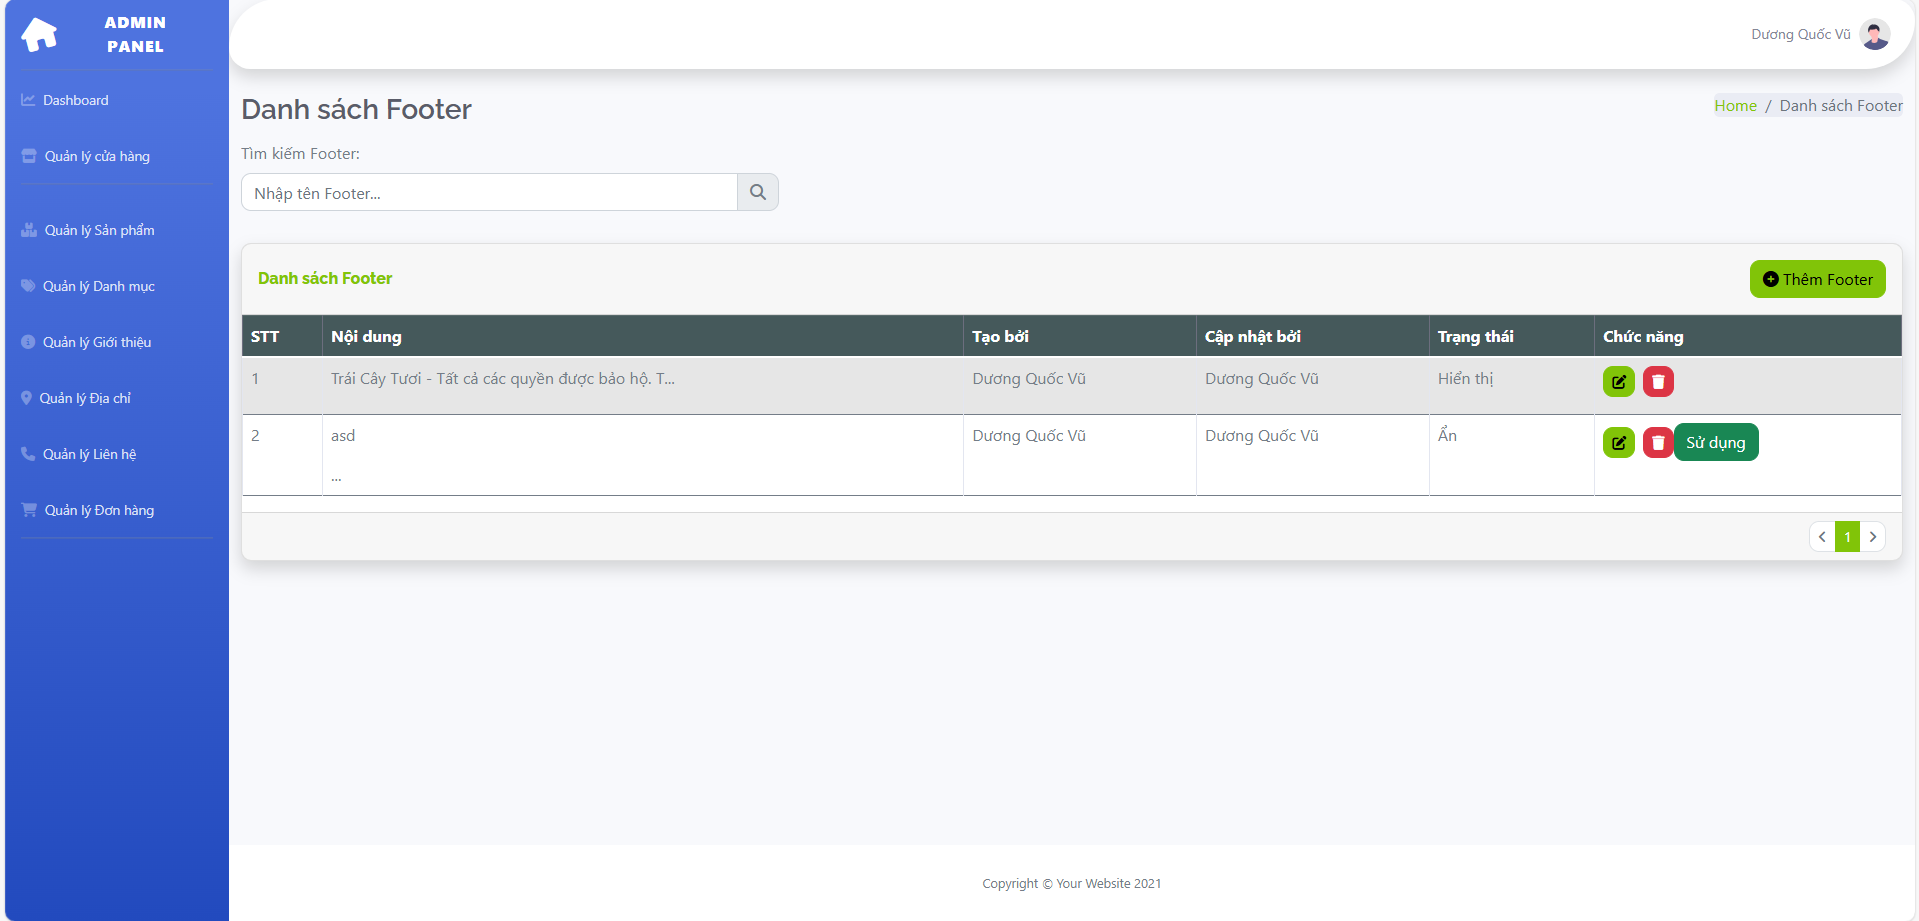 ADMIN
PANEL
Dashboard
Quản lý cửa hàng
Quản lý Sản phẩm
Quản lý Danh mục
Quản lý Giới thiệu
Quản lý Địa chỉ
Quản lý Liên hệ
Quản lý Đơn hàng
Dương Quốc Vũ
Danh sách Footer
Home / Danh sách Footer
Tìm kiếm Footer:
Nhập tên Footer...
Danh sách Footer
Thêm Footer
STT Nội dung Tạo bởi Cập nhật bởi Trạng thái Chức năng
1 Trái Cây Tươi - Tất cả các quyền được bảo hộ. T... Dương Quốc Vũ Dương Quốc Vũ Hiển thị
2 asd Dương Quốc Vũ Dương Quốc Vũ Ẩn Sử dụng
...
1
Copyright © Your Website 2021